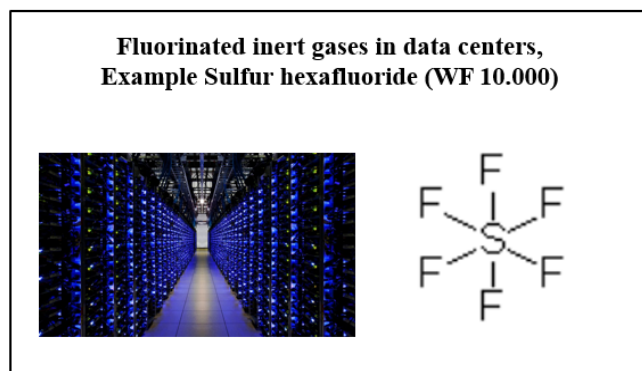 Fluorinated inert gases in data centers,
Example Sulfur hexafluoride (WF 10.000)
F
F F
S
F F
F